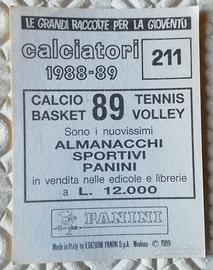 LE GRANDI RACCOLTE PER LA GIOVENTÙ
calciatori
1988-89
211
CALCIO 89 TENNIS
BASKET VOLLEY
Sono i nuovissimi
ALMANACCHI
SPORTIVI
PANINI
in vendita nelle edicole e librerie
a L. 12.000
PANINI
Made in Italy by EDIZIONI PANINI S.p.A. - Modena - © 1989